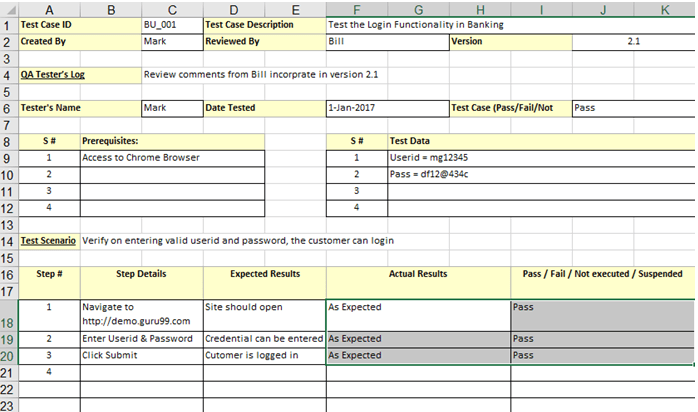 A B C D E F G H I J K
1 Test Case ID BU_001 Test Case Description Test the Login Functionality in Banking
2 Created By Mark Reviewed By Bill Version 2.1
3
4 QA Tester's Log Review comments from Bill incorprate in version 2.1
5
6 Tester's Name Mark Date Tested 1-Jan-2017 Test Case (Pass/Fail/Not Pass
7
8 S # Prerequisites: S # Test Data
9 1 Access to Chrome Browser 1 Userid = mg12345
10 2 2 Pass = df12@434c
11 3 3
12 4 4
13
14 Test Scenario Verify on entering valid userid and password, the customer can login
15
16 Step # Step Details Expected Results Actual Results Pass / Fail / Not executed / Suspended
17
1 Navigate to Site should open As Expected Pass
18 http://demo.guru99.com
19 2 Enter Userid & Password Credential can be entered As Expected Pass
20 3 Click Submit Cutomer is logged in As Expected Pass
21 4
22
23